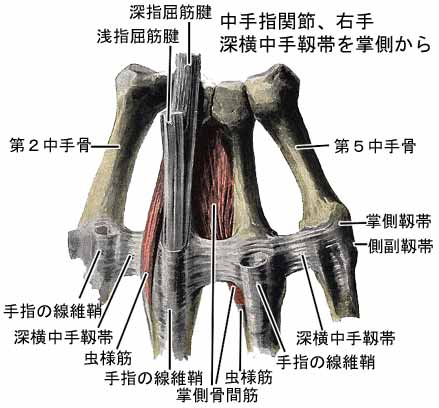 深指屈筋腱
浅指屈筋腱
中手指関節、右手
深横中手靱帯を掌側から
第２中手骨
第５中手骨
掌側靱帯
側副靱帯
手指の線維鞘
深横中手靱帯
虫様筋
手指の線維鞘
掌側骨間筋
虫様筋
手指の線維鞘
深横中手靱帯